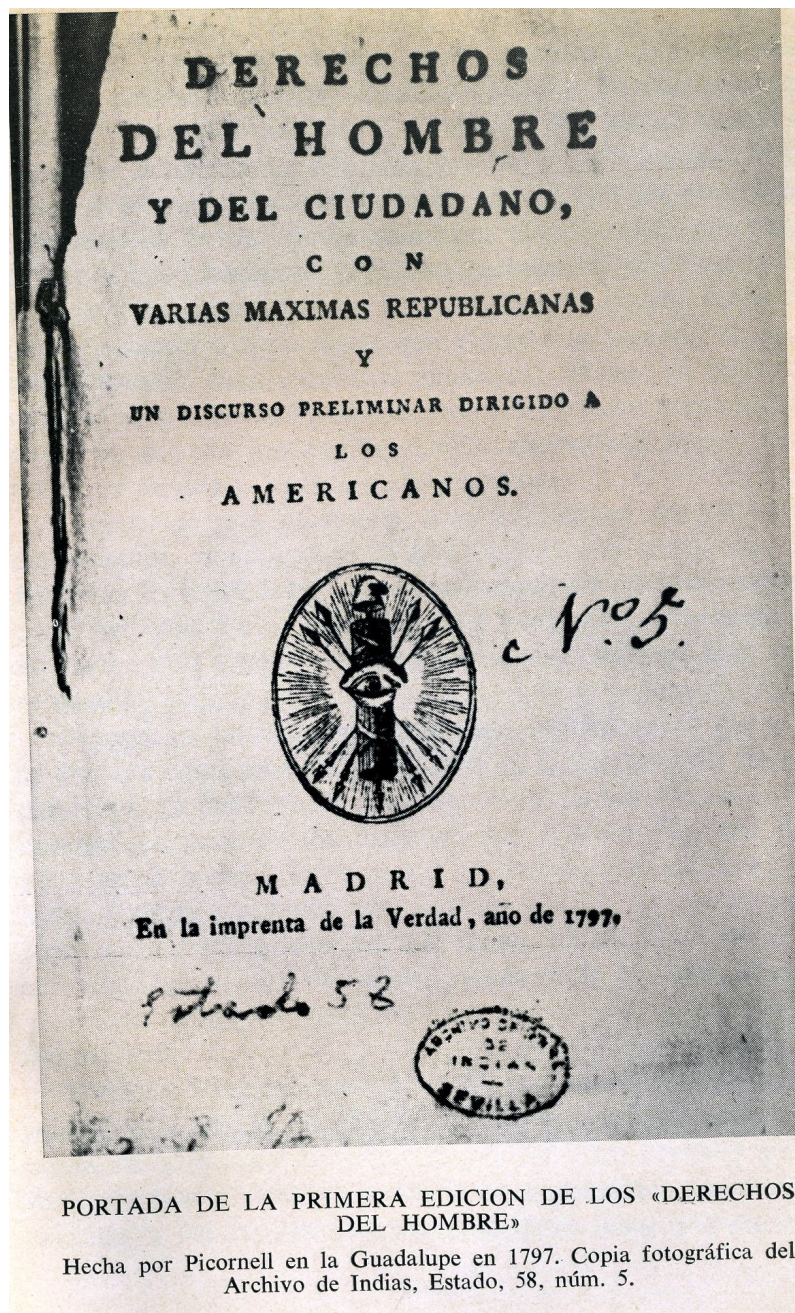 DERECHOS
DEL HOMBRE
Y DEL CIUDADANO,
CON
VARIAS MAXIMAS REPUBLICANAS
Y
UN DISCURSO PRELIMINAR DIRIGIDO A
LOS
AMERICANOS.
Nº 5.
MADRID,
En la imprenta de la Verdad, año de 1797.
Estado 58
ARCHIVO GENERAL
DE
INDIAS
SEVILLA
PORTADA DE LA PRIMERA EDICION DE LOS «DERECHOS
DEL HOMBRE»
Hecha por Picornell en la Guadalupe en 1797. Copia fotográfica del
Archivo de Indias, Estado, 58, núm. 5.